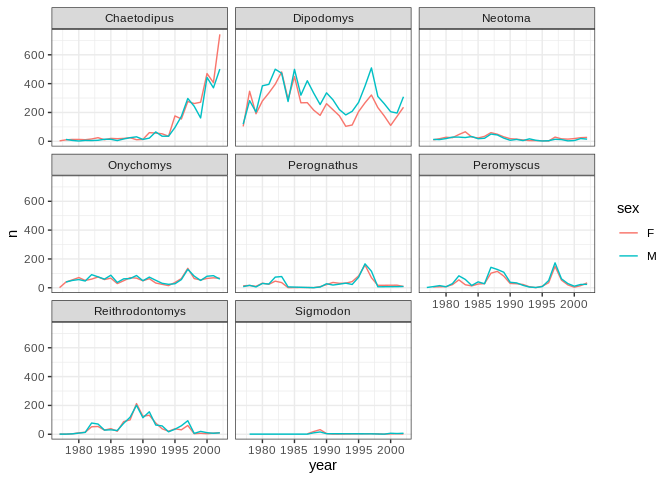 Chaetodipus Dipodomys Neotoma
600
400
200
0
Onychomys Perognathus Peromyscus
n
600
400
200
0
sex
F
M
1980 1985 1990 1995 2000
Reithrodontomys Sigmodon
600
400
200
0
1980 1985 1990 1995 2000 1980 1985 1990 1995 2000
year